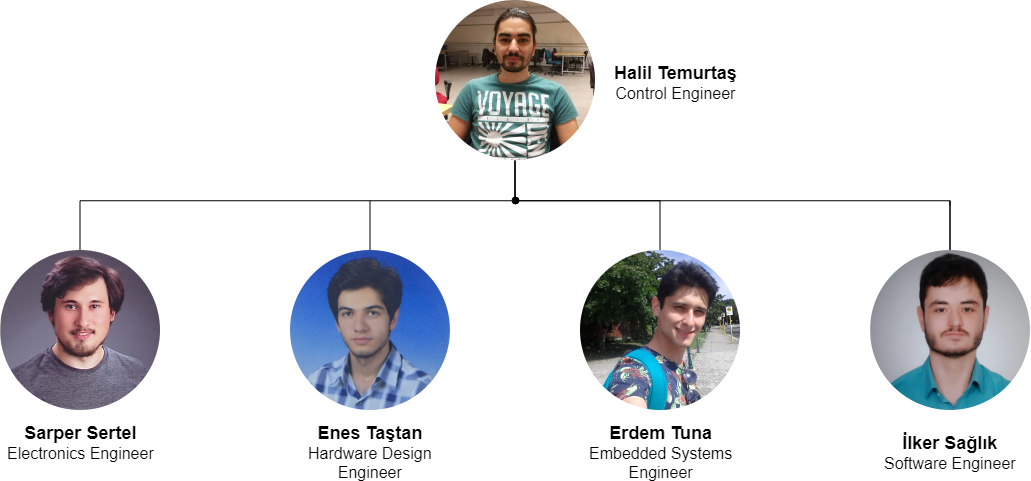 VOYAGE
Halil Temurtaş
Control Engineer
Sarper Sertel
Electronics Engineer
Enes Taştan
Hardware Design
Engineer
Erdem Tuna
Embedded Systems
Engineer
İlker Sağlık
Software Engineer